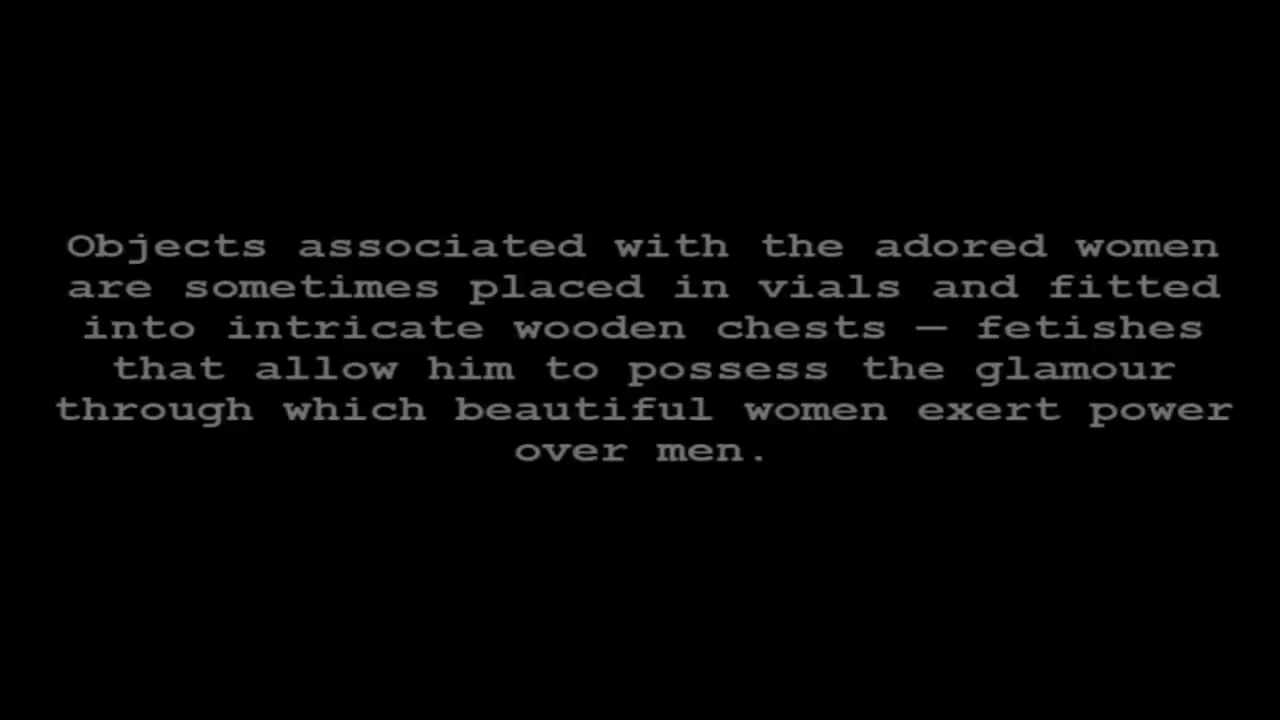 Objects associated with the adored women
are sometimes placed in vials and fitted
into intricate wooden chests — fetishes
that allow him to possess the glamour
through which beautiful women exert power
over men.